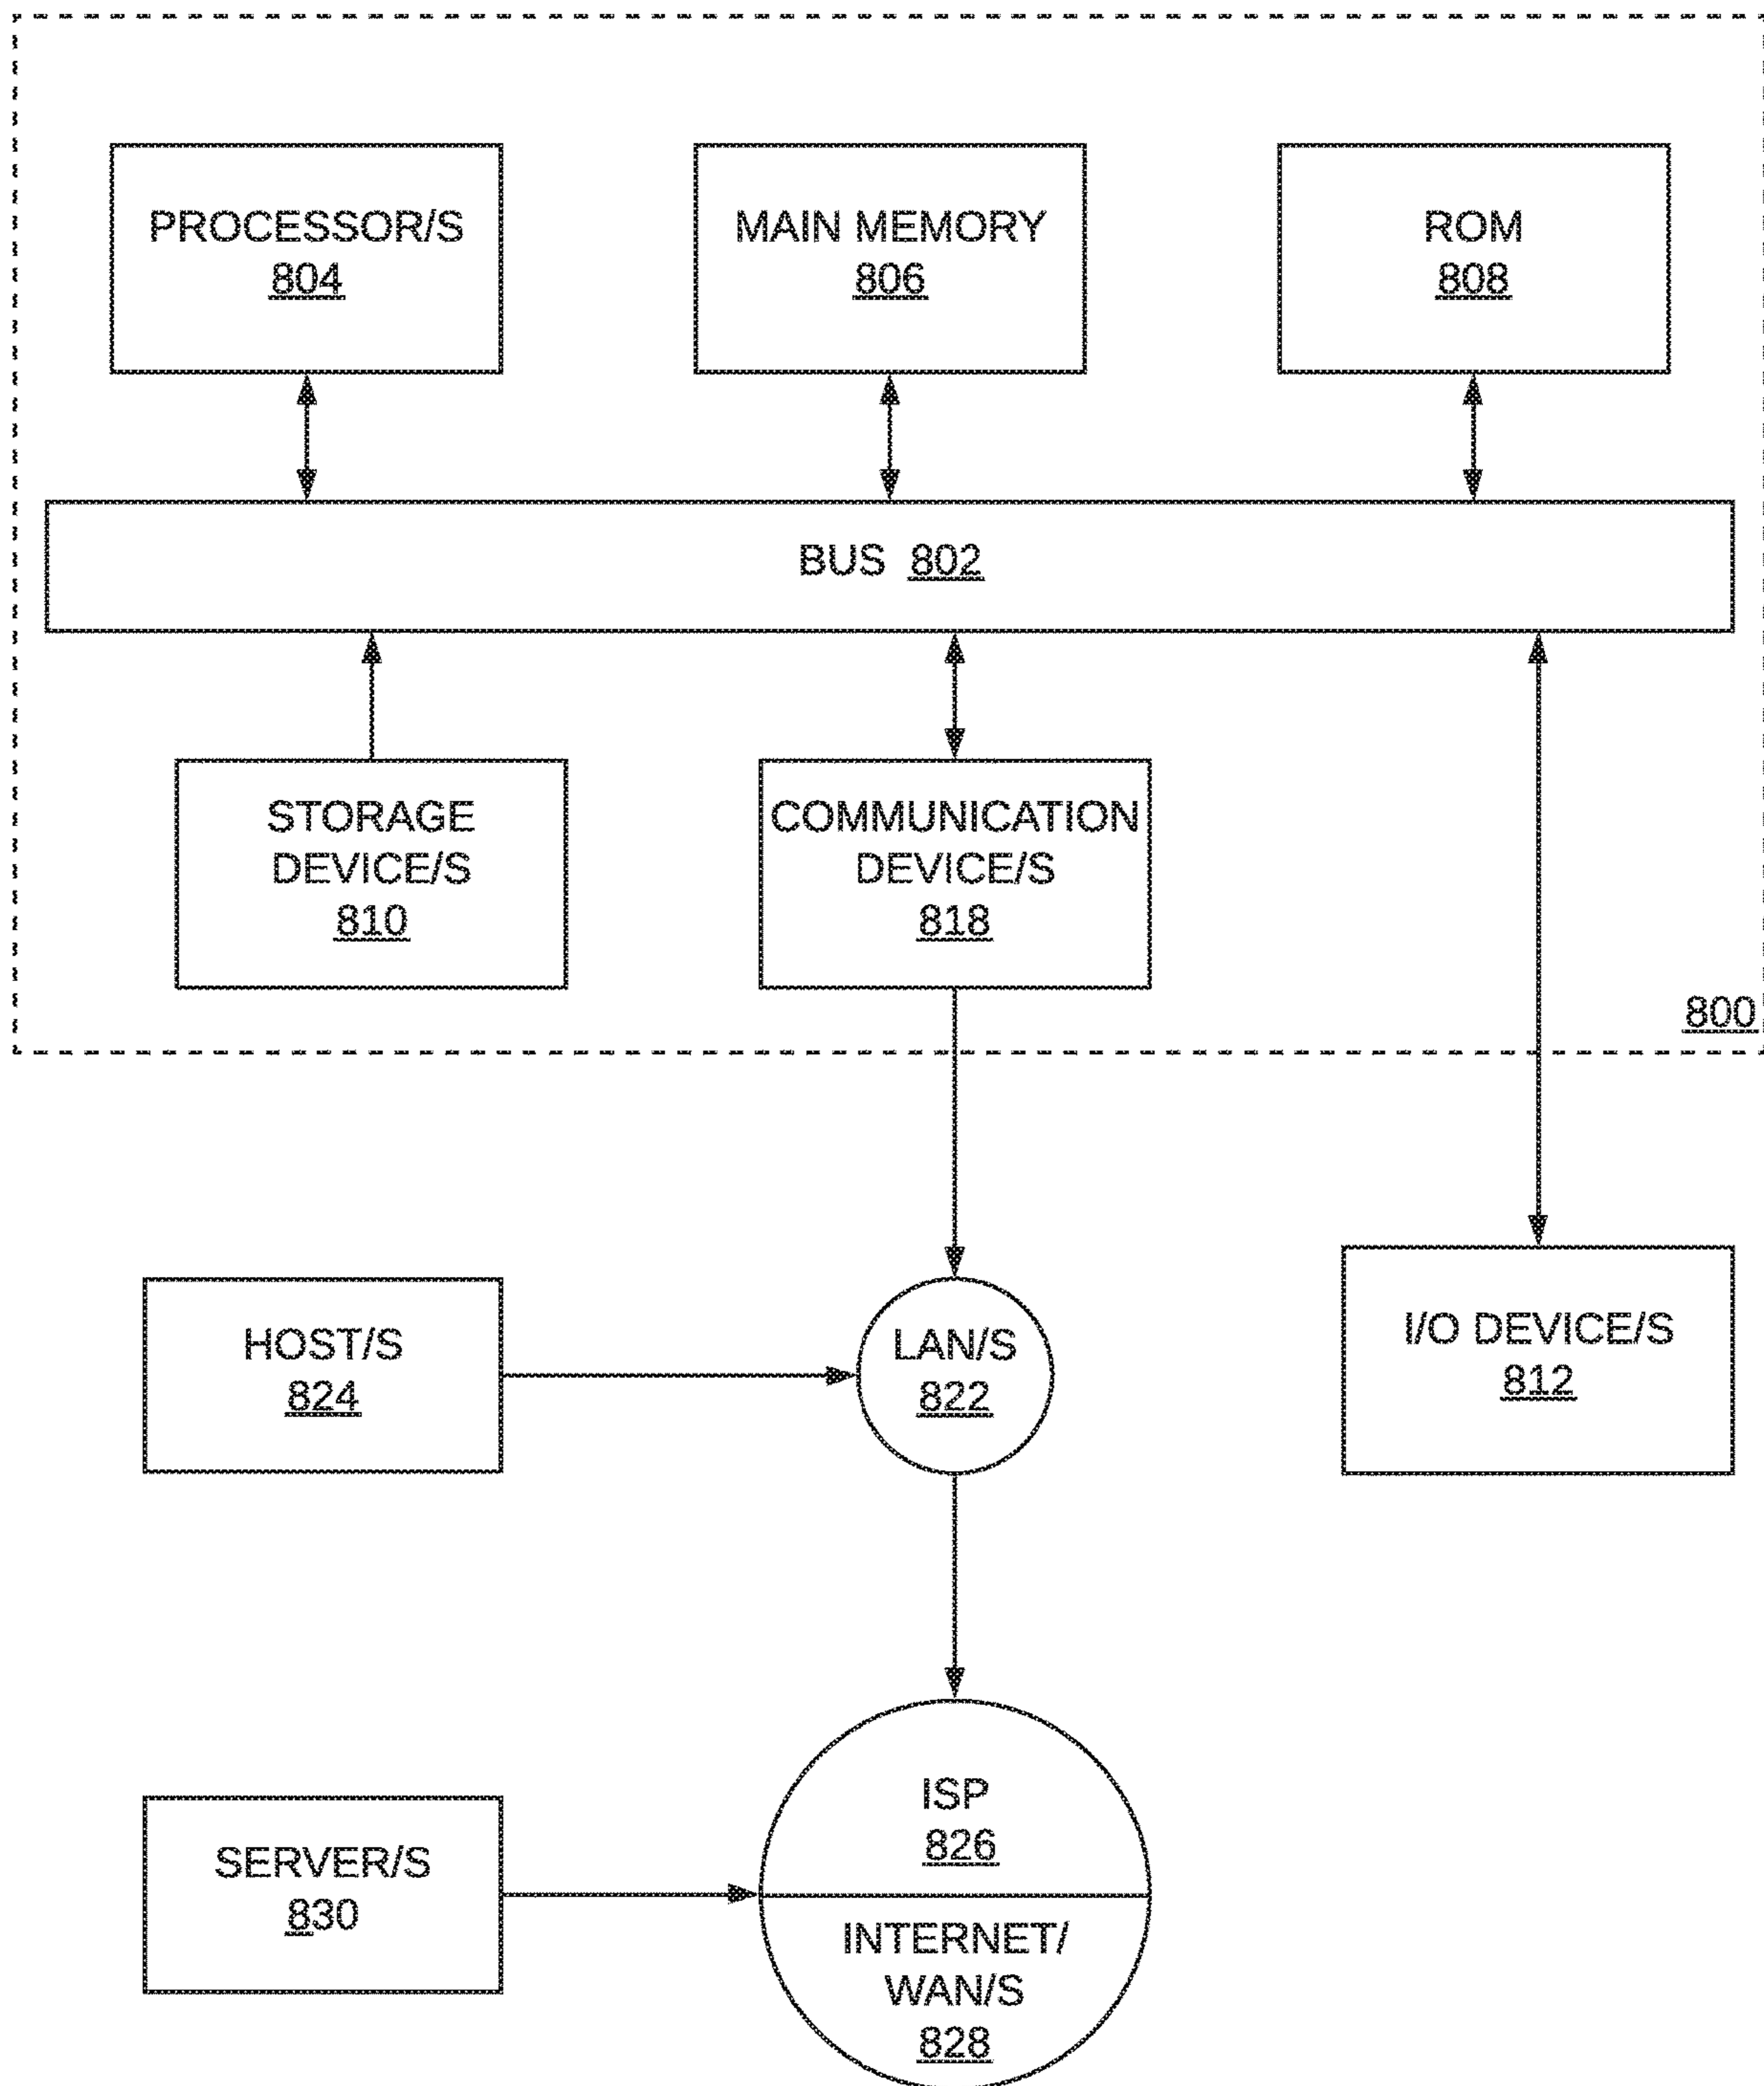 PROCESSOR/S
804
MAIN MEMORY
806
ROM
808
BUS 802
STORAGE
DEVICE/S
810
COMMUNICATION
DEVICE/S
818
800
HOST/S
824
LAN/S
822
I/O DEVICE/S
812
SERVER/S
830
ISP
826
INTERNET/
WAN/S
828